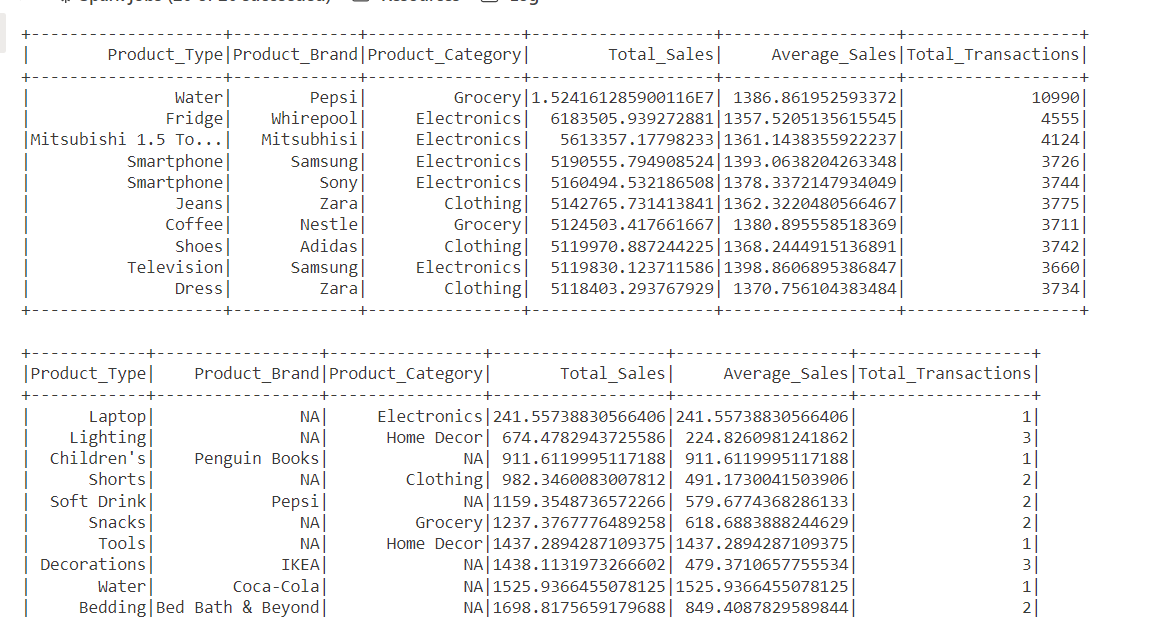 +--------------------+-------------+----------------+------------------+------------------+------------------+
|        Product_Type|Product_Brand|Product_Category|       Total_Sales|     Average_Sales|Total_Transactions|
+--------------------+-------------+----------------+------------------+------------------+------------------+
|               Water|        Pepsi|         Grocery|1.524161285900116E7| 1386.861952593372|             10990|
|              Fridge|    Whirepool|     Electronics| 6183505.939272881|1357.5205135615545|              4555|
|Mitsubishi 1.5 To...|   Mitsubhisi|     Electronics|  5613357.17798233|1361.1438355922237|              4124|
|          Smartphone|      Samsung|     Electronics| 5190555.794908524|1393.0638204263348|              3726|
|          Smartphone|         Sony|     Electronics| 5160494.532186508|1378.3372147934049|              3744|
|               Jeans|         Zara|        Clothing| 5142765.731413841|1362.3220480566467|              3775|
|              Coffee|       Nestle|         Grocery| 5124503.417661667| 1380.895558518369|              3711|
|               Shoes|       Adidas|        Clothing| 5119970.887244225|1368.2444915136891|              3742|
|          Television|      Samsung|     Electronics| 5119830.123711586|1398.8606895386847|              3660|
|               Dress|         Zara|        Clothing| 5118403.293767929| 1370.756104383484|              3734|
+--------------------+-------------+----------------+------------------+------------------+------------------+
+------------+-----------------+----------------+------------------+------------------+------------------+
|Product_Type|    Product_Brand|Product_Category|       Total_Sales|     Average_Sales|Total_Transactions|
+------------+-----------------+----------------+------------------+------------------+------------------+
|      Laptop|               NA|     Electronics|241.55738830566406|241.55738830566406|                 1|
|    Lighting|               NA|      Home Decor| 674.4782943725586| 224.8260981241862|                 3|
|  Children's|    Penguin Books|              NA| 911.6119995117188| 911.6119995117188|                 1|
|      Shorts|               NA|        Clothing| 982.3460083007812| 491.1730041503906|                 2|
|  Soft Drink|            Pepsi|              NA|1159.3548736572266| 579.6774368286133|                 2|
|      Snacks|               NA|         Grocery|1237.3767776489258| 618.6883888244629|                 2|
|       Tools|               NA|      Home Decor|1437.2894287109375|1437.2894287109375|                 1|
| Decorations|             IKEA|              NA|1438.1131973266602| 479.3710657755534|                 3|
|       Water|        Coca-Cola|              NA|1525.9366455078125|1525.9366455078125|                 1|
|     Bedding|Bed Bath & Beyond|              NA|1698.8175659179688| 849.4087829589844|                 2|